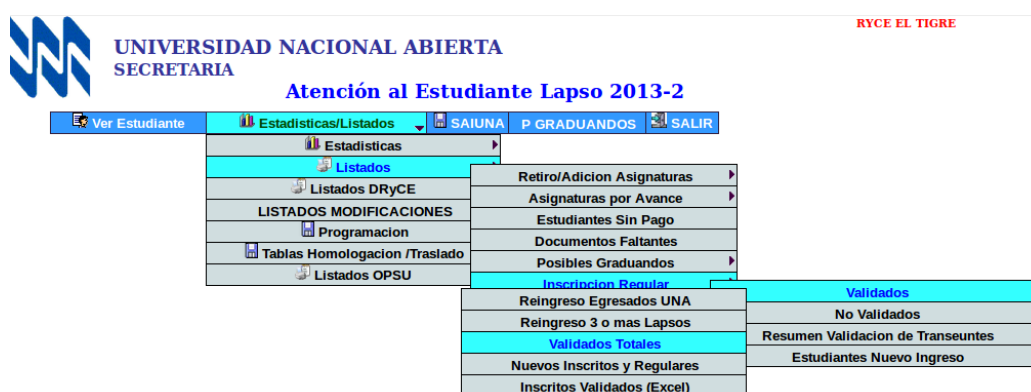 RYCE EL TIGRE
UNIVERSIDAD NACIONAL ABIERTA
SECRETARIA
Atención al Estudiante Lapso 2013-2
Ver Estudiante
Estadisticas/Listados
SAIUNA
P GRADUANDOS
SALIR
Estadisticas
Listados
Listados DRyCE
LISTADOS MODIFICACIONES
Programacion
Tablas Homologacion /Traslado
Listados OPSU
Retiro/Adicion Asignaturas
Asignaturas por Avance
Estudiantes Sin Pago
Documentos Faltantes
Posibles Graduandos
Inscripcion Regular
Validados
No Validados
Resumen Validacion de Transeuntes
Estudiantes Nuevo Ingreso
Reingreso Egresados UNA
Reingreso 3 o mas Lapsos
Validados Totales
Nuevos Inscritos y Regulares
Inscritos Validados (Excel)